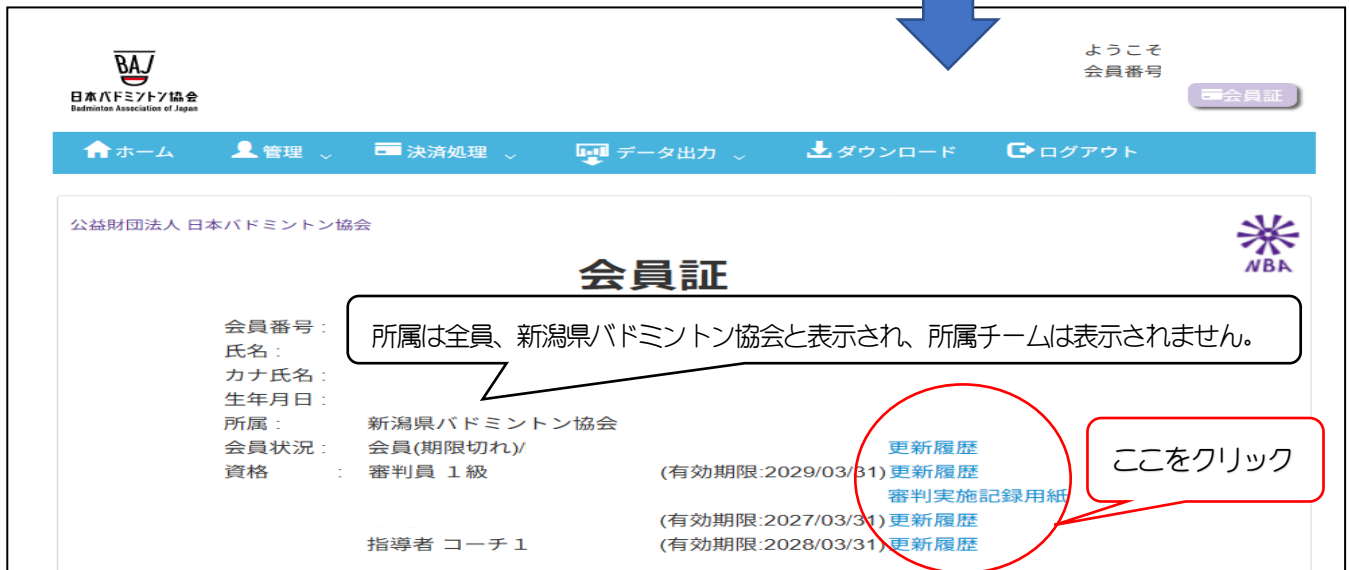 ようこそ
会員番号
BAJ
日本バドミントン協会
Badminton Association of Japan
会員証
ホーム 管理 決済処理 データ出力 ダウンロード ログアウト
公益財団法人 日本バドミントン協会
NBA
会員証
会員番号 :
所属は全員、新潟県バドミントン協会と表示され、所属チームは表示されません。
氏名 :
カナ氏名 :
生年月日 :
所属 : 新潟県バドミントン協会
会員状況 : 会員(期限切れ)/ 更新履歴
資格 : 審判員 1級 (有効期限:2029/03/31) 更新履歴
ここをクリック
審判実施記録用紙
(有効期限:2027/03/31) 更新履歴
指導者 コーチ1 (有効期限:2028/03/31) 更新履歴